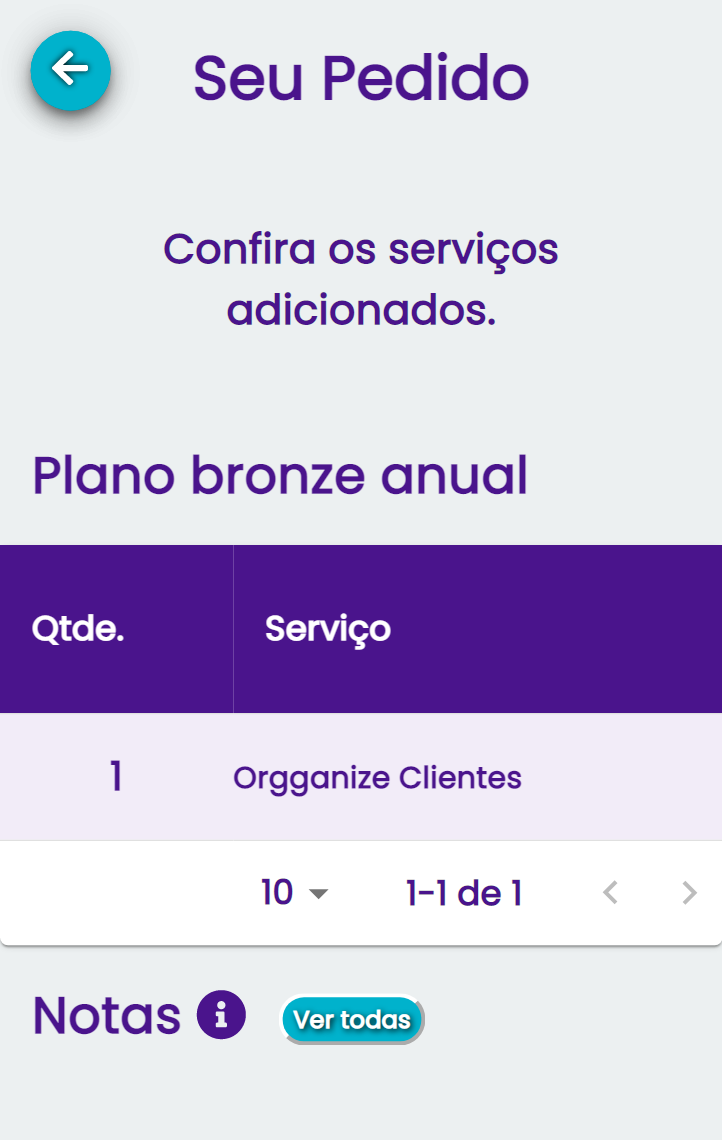 Seu Pedido
Confira os serviços
adicionados.
Plano bronze anual
Qtde. Serviço
1 Orgganize Clientes
10 1-1 de 1
Notas Ver todas